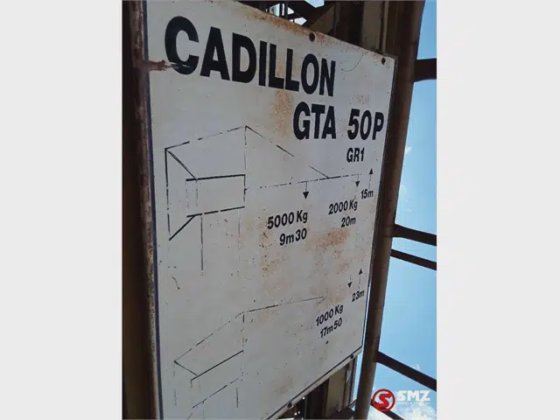 CADILLON
GTA 50P
GR1
15m
5000 Kg
9m30
2000 Kg
20m
23m
1000 Kg
17m50
SMZ